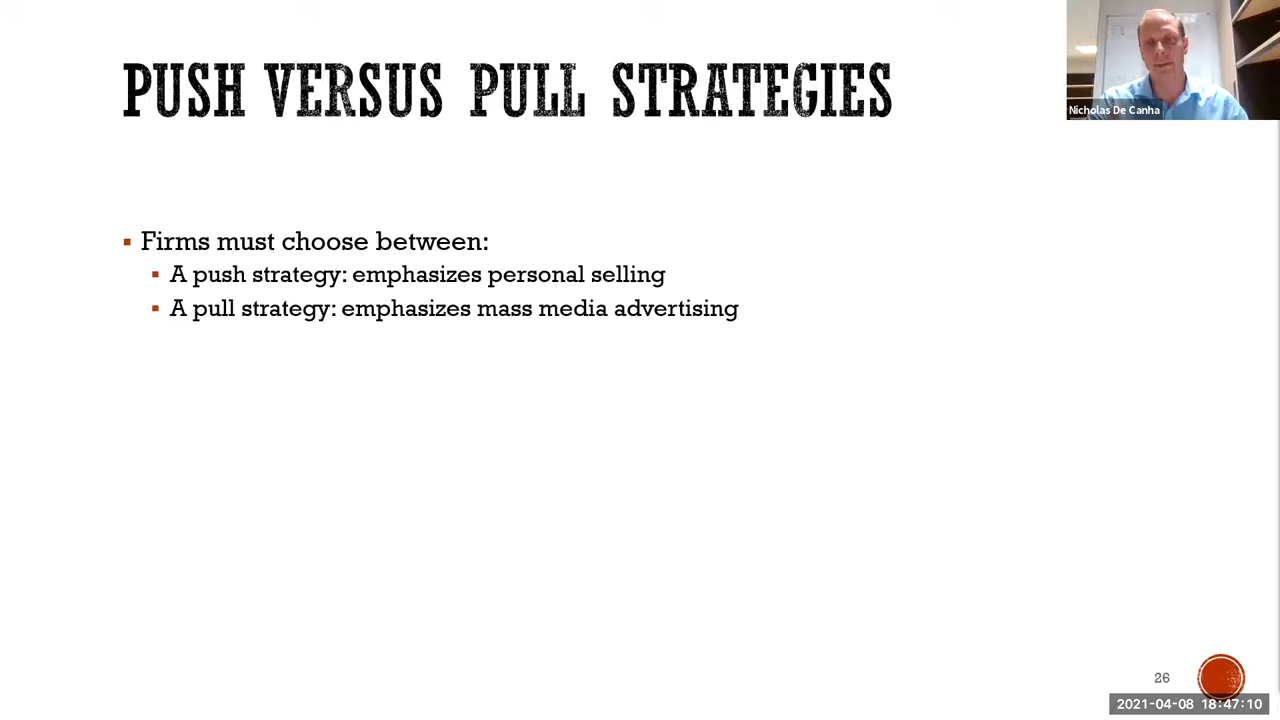 PUSH VERSUS PULL STRATEGIES
Nicholas De Canha
▪ Firms must choose between:
▪ A push strategy: emphasizes personal selling
▪ A pull strategy: emphasizes mass media advertising
26
2021-04-08 18:47:10